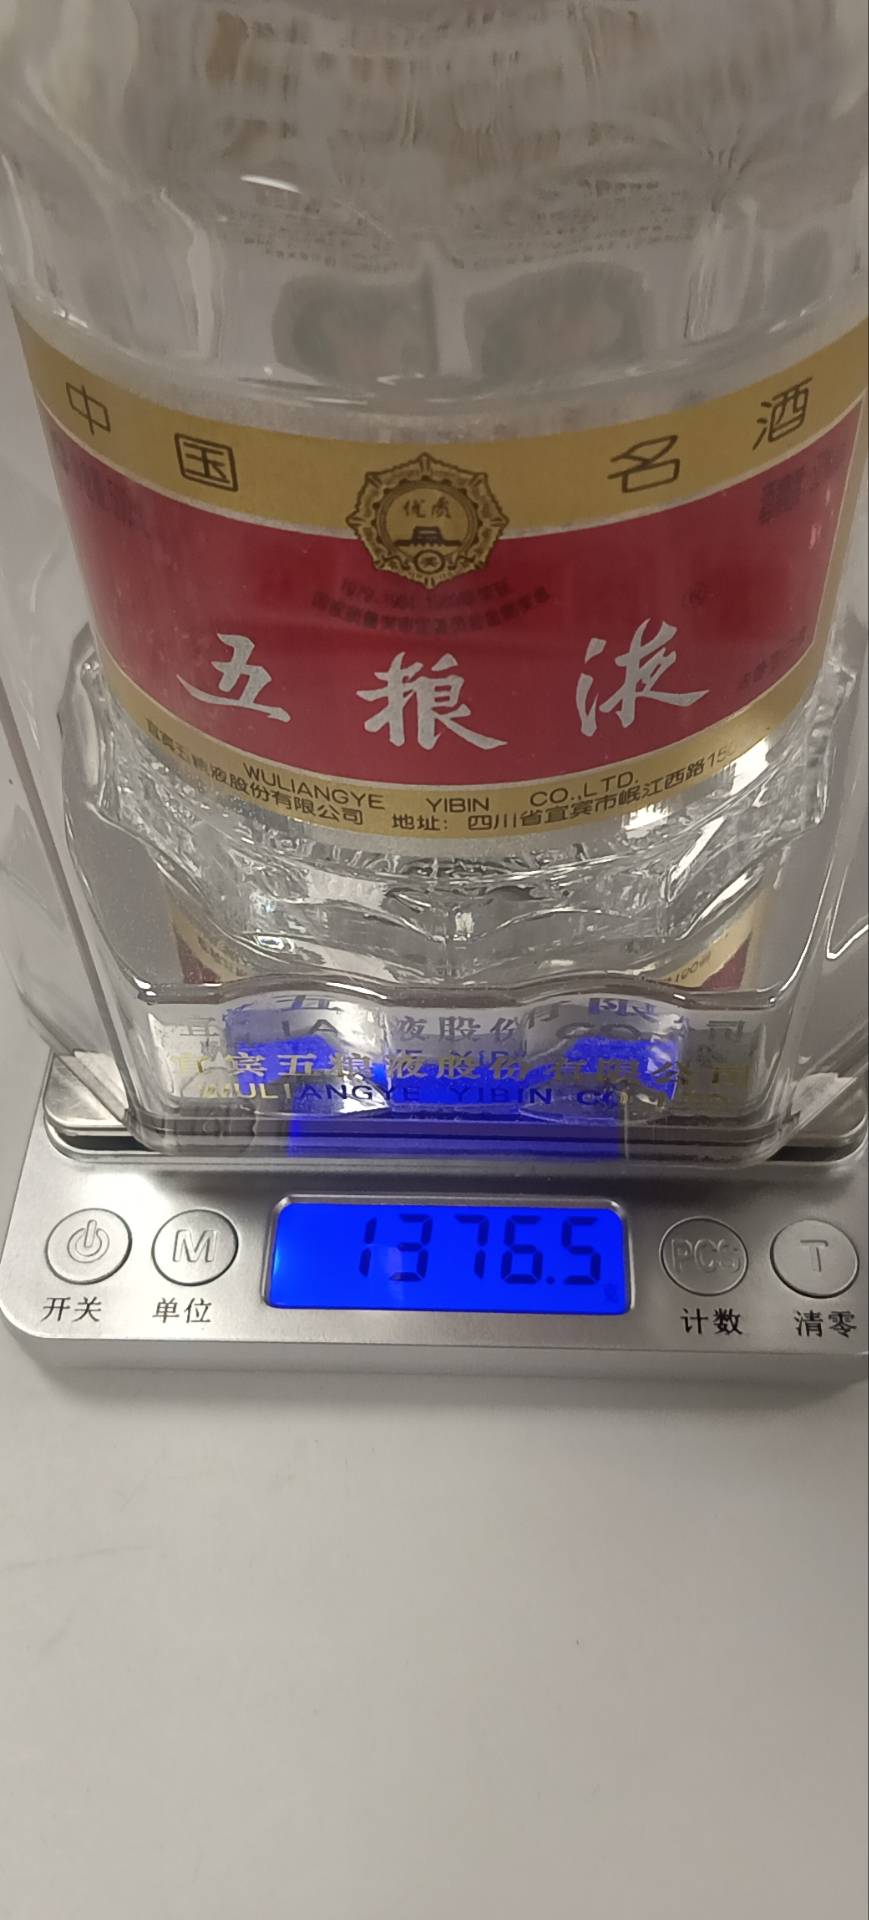 中国名酒
优质
五粮液
®
WULIANGYE YIBIN CO.,LTD.
宜宾五粮液股份有限公司 地址：四川省宜宾市岷江西路150
宜宾五粮液股份有限公司
WULIANGYE YIBIN CO
1376.5
M
PCS
T
开关
单位
计数
清零